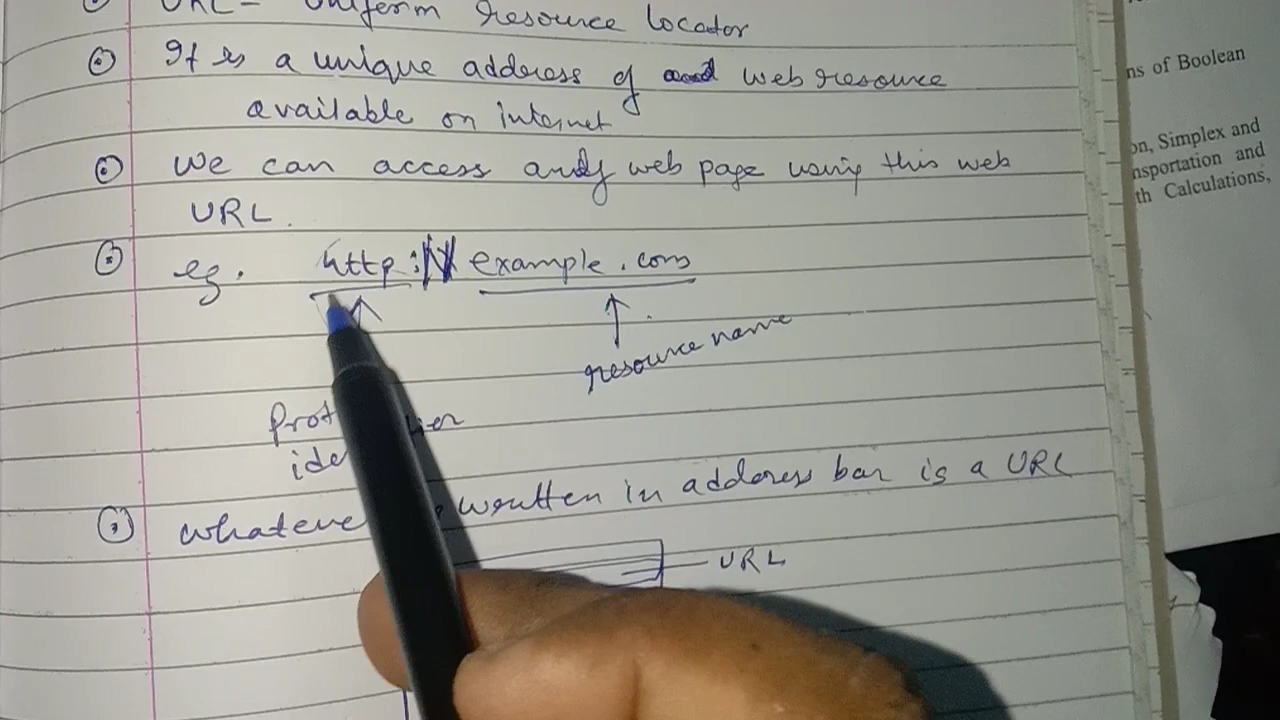 URL - Uniform Resource Locator
It is a unique address of web resource
available on internet
We can access any web page using this web
URL.
eg. http:// example.com
resource name
written in address bar is a URL
URL
ns of Boolean
on, Simplex and
nsportation and
th Calculations,